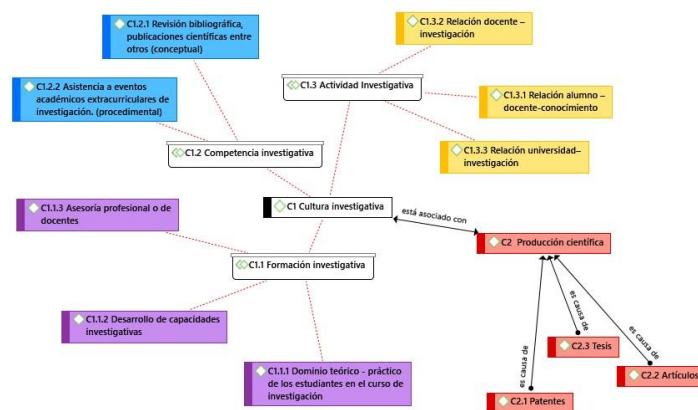 C1.2.1 Revisión bibliográfica,
publicaciones científicas entre
otros (conceptual)
C1.3.2 Relación docente –
investigación
C1.2.2 Asistencia a eventos
académicos extracurriculares de
investigación. (procedimental)
C1.3 Actividad Investigativa
C1.3.1 Relación alumno –
docente-conocimiento
C1.2 Competencia investigativa
C1.3.3 Relación universidad–
investigación
C1.1.3 Asesoría profesional o de
docentes
C1 Cultura investigativa
está asociado con
C2 Producción científica
C1.1 Formación investigativa
C1.1.2 Desarrollo de capacidades
investigativas
es causa de
es causa de
es causa de
C2.3 Tesis
C2.2 Artículos
C1.1.1 Dominio teórico - práctico
de los estudiantes en el curso de
investigación
C2.1 Patentes